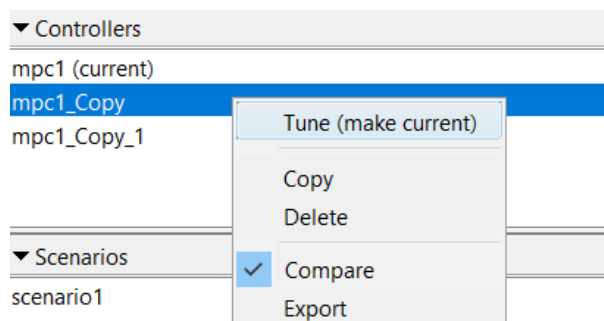 Controllers
mpc1 (current)
mpc1_Copy
mpc1_Copy_1
Tune (make current)
Copy
Delete
Compare
Export
Scenarios
scenario1